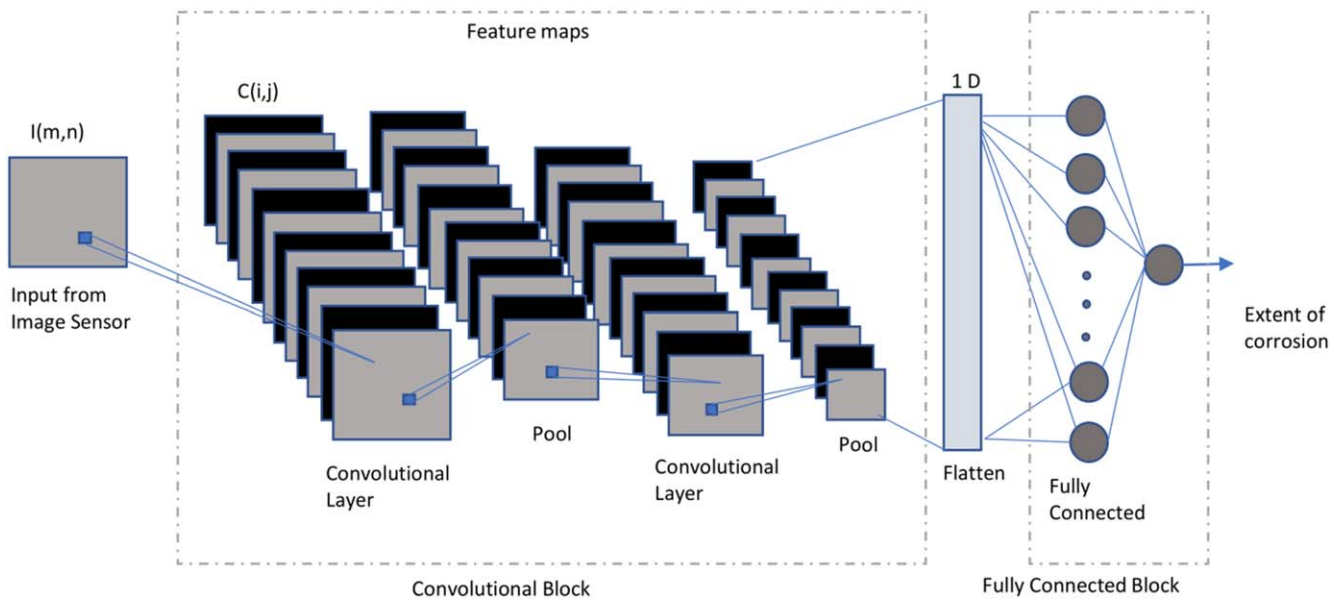 Feature maps
C(i,j)
1 D
I(m,n)
Input from
Image Sensor
Extent of
corrosion
Pool
Convolutional
Layer
Convolutional
Layer
Pool
Flatten
Fully
Connected
Convolutional Block
Fully Connected Block